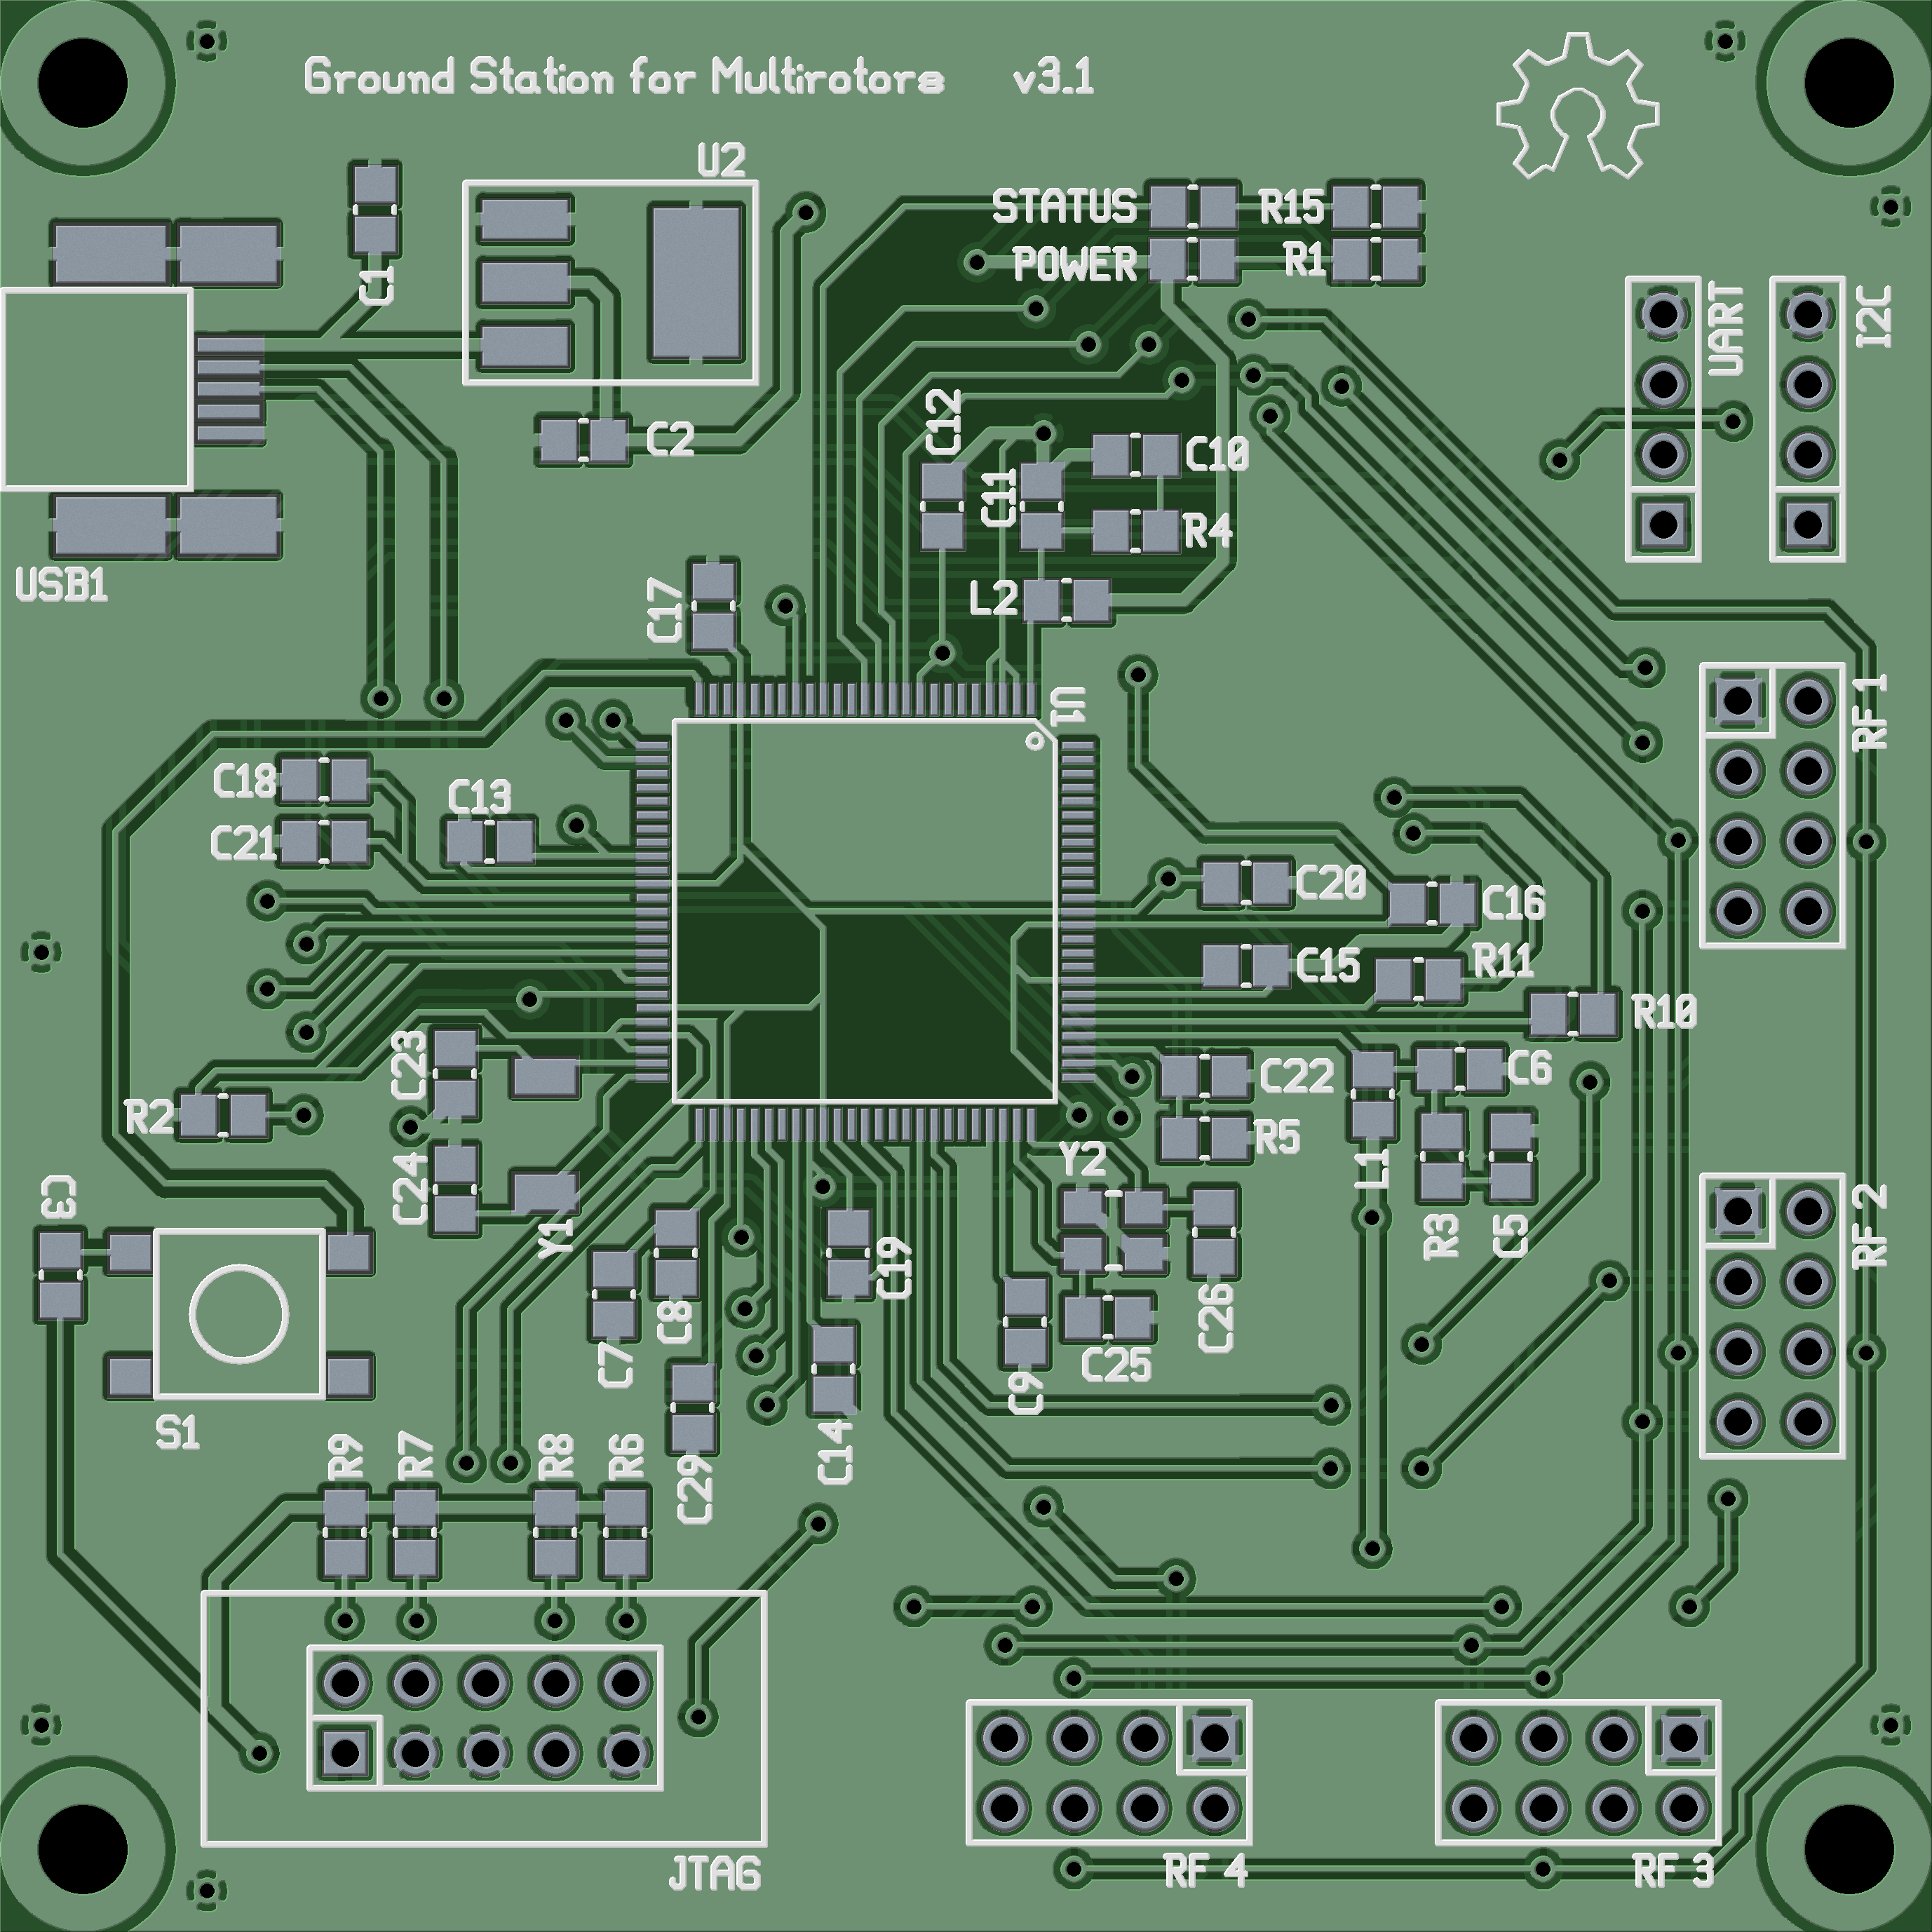 Ground Station for Multirotors v3.1
U2
STATUS
R15
POWER
R1
C1
UART
I2C
C12
C2
C10
C11
R4
USB1
C17
L2
U1
RF 1
C18
C13
C21
C20
C16
C15
R11
R10
C23
C22
C6
R2
R5
Y2
L1
C24
C3
Y1
R3
C5
RF 2
C19
C8
C26
C7
C25
C9
S1
C14
R9
R7
R8
R6
C29
JTAG
RF 4
RF 3